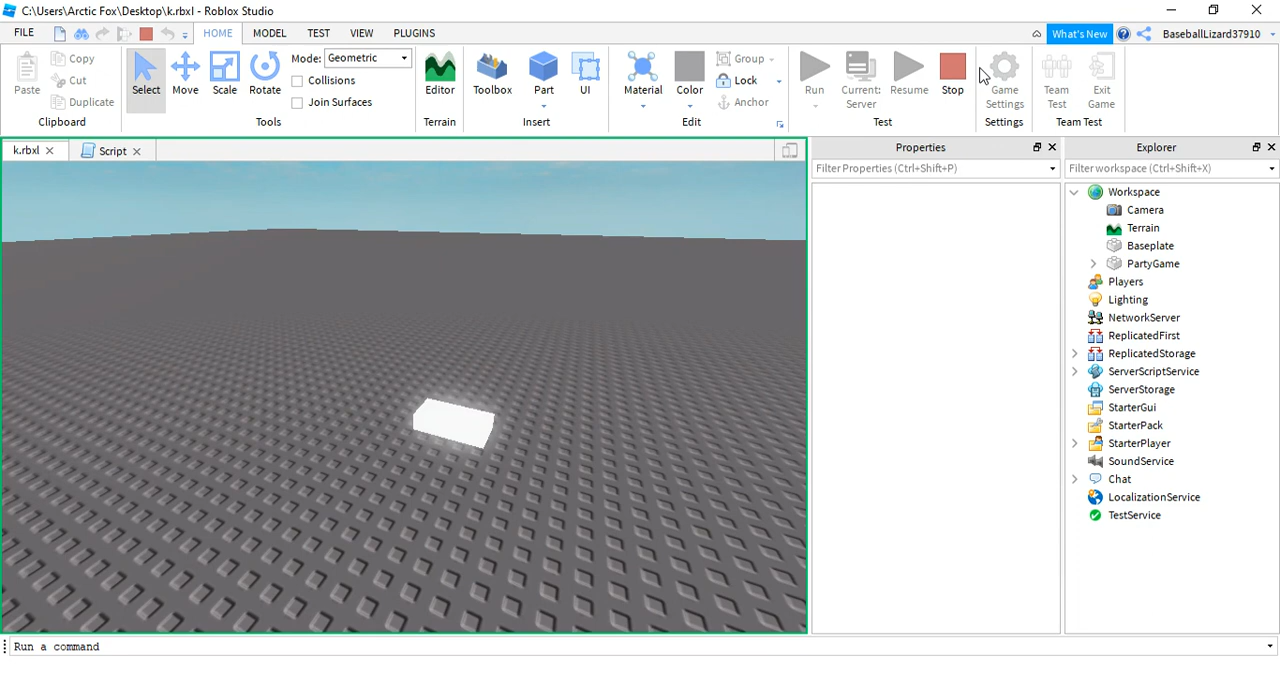 C:\Users\Arctic Fox\Desktop\k.rbxl - Roblox Studio
FILE HOME MODEL TEST VIEW PLUGINS What's New BaseballLizard37910
Paste Copy Cut Duplicate
Clipboard
Select Move Scale Rotate Mode: Geometric
Collisions
Join Surfaces
Tools
Editor
Terrain
Toolbox Part UI
Insert
Material Color Group Lock Anchor
Edit
Run Current: Server Resume Stop
Test
Game Settings
Settings
Team Test Exit Game
Team Test
k.rbxl Script
Properties
Filter Properties (Ctrl+Shift+P)
Explorer
Filter workspace (Ctrl+Shift+X)
Workspace
Camera
Terrain
Baseplate
PartyGame
Players
Lighting
NetworkServer
ReplicatedFirst
ReplicatedStorage
ServerScriptService
ServerStorage
StarterGui
StarterPack
StarterPlayer
SoundService
Chat
LocalizationService
TestService
Run a command